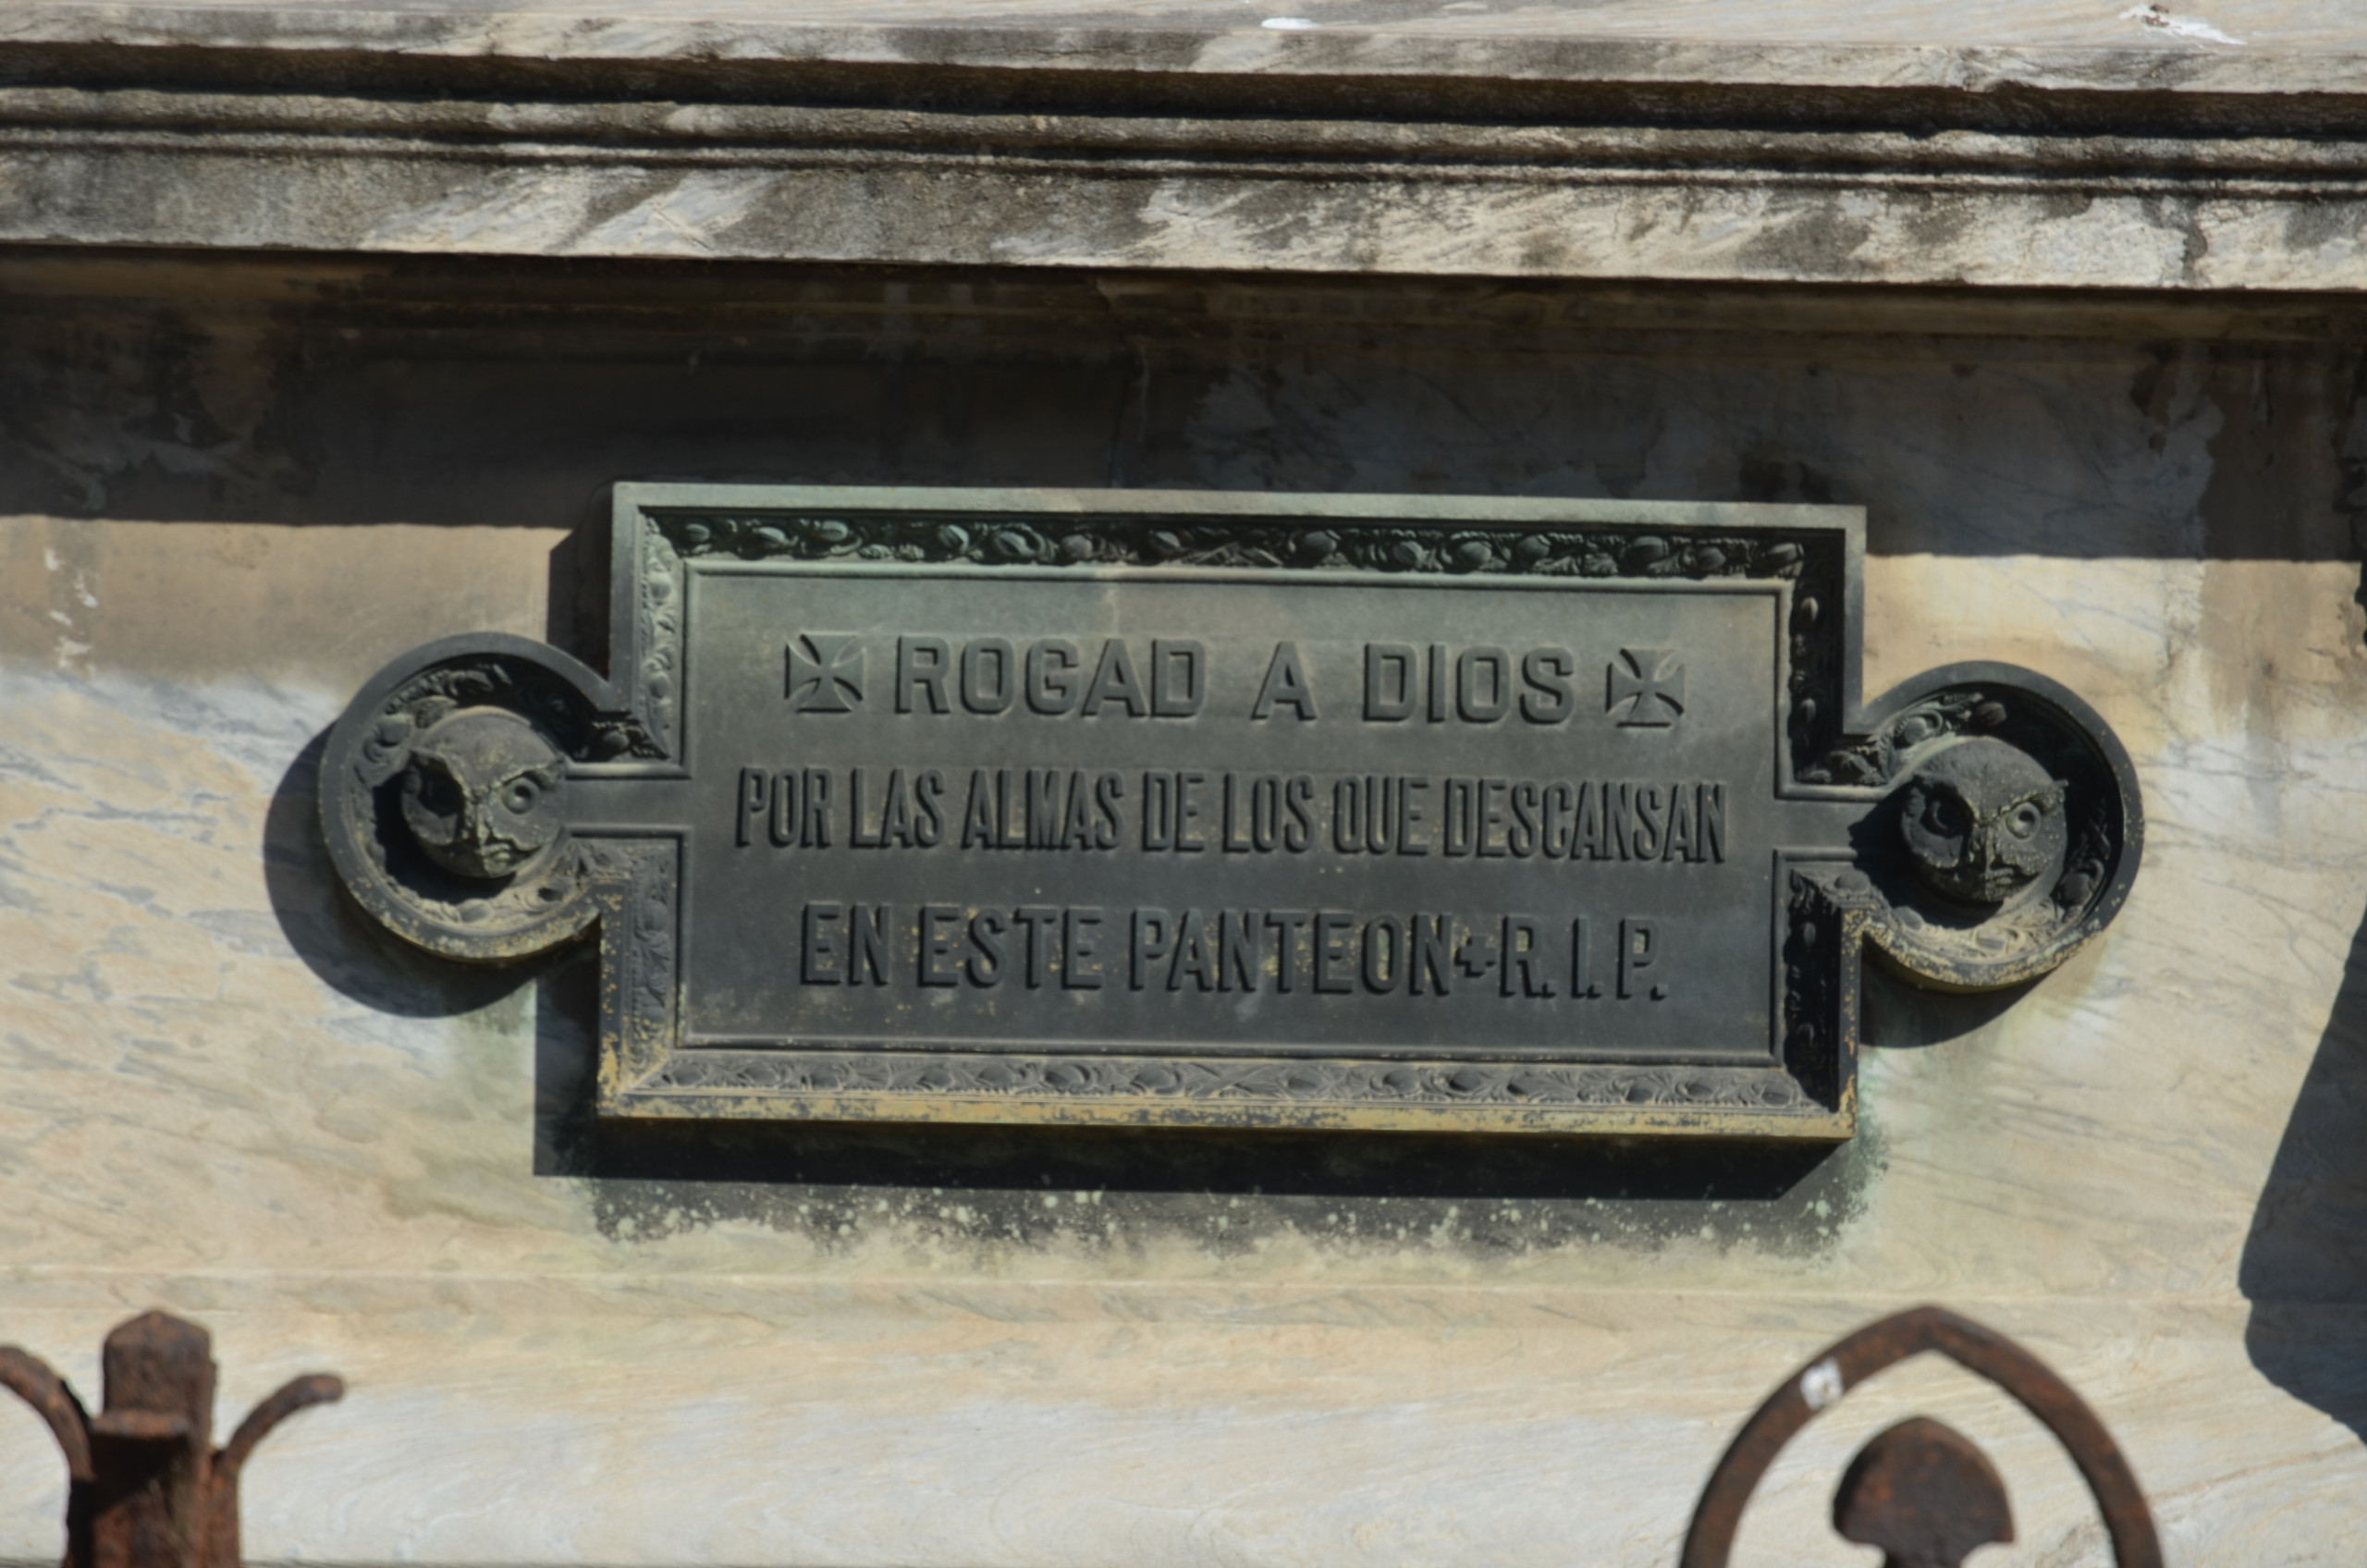 ✠ ROGAD A DIOS ✠
POR LAS ALMAS DE LOS QUE DESCANSAN
EN ESTE PANTEON+R.I.P.